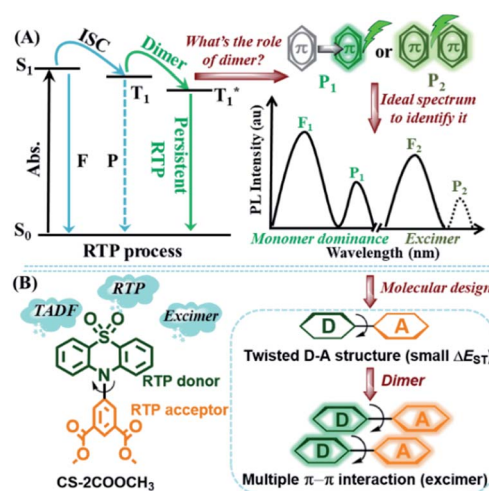 (A)
ISC
Dimer
S1
T1
T1*
Abs.
F
P
Persistent
RTP
S0
RTP process
What's the role
of dimer?
π
π
or
π
π
P1
P2
Ideal spectrum
to identify it
PL Intensity (au)
F1
P1
F2
P2
Monomer dominance
Excimer
Wavelength (nm)
(B)
TADF
RTP
Excimer
O
O
S
RTP donor
N
RTP acceptor
O
O
O
O
CS-2COOCH3
Molecular design
D
A
Twisted D-A structure (small ΔEST)
Dimer
D
A
D
A
Multiple π–π interaction (excimer)